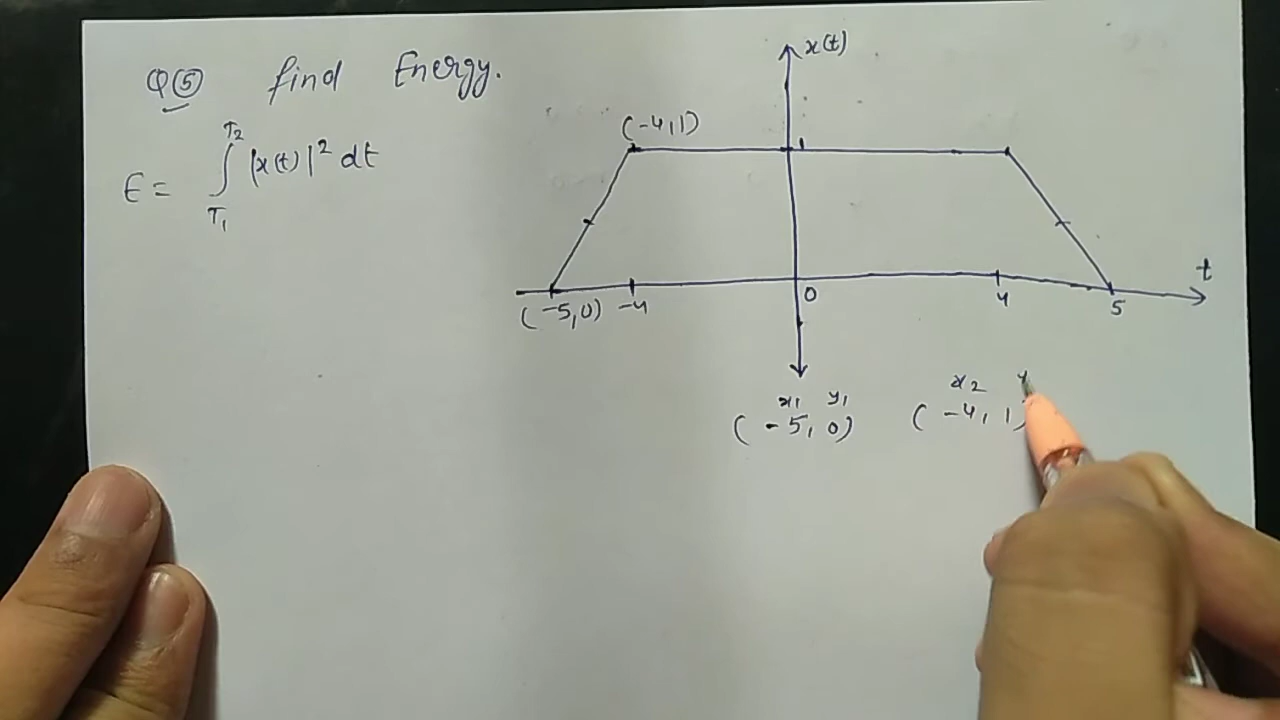 Q⑤ find Energy.
E = ∫_{T1}^{T2} |x(t)|² dt
x(t)
(-4,1)
1
t
(-5,0) -4 0 4 5
x1 y1 x2 y
(-5, 0) (-4, 1)